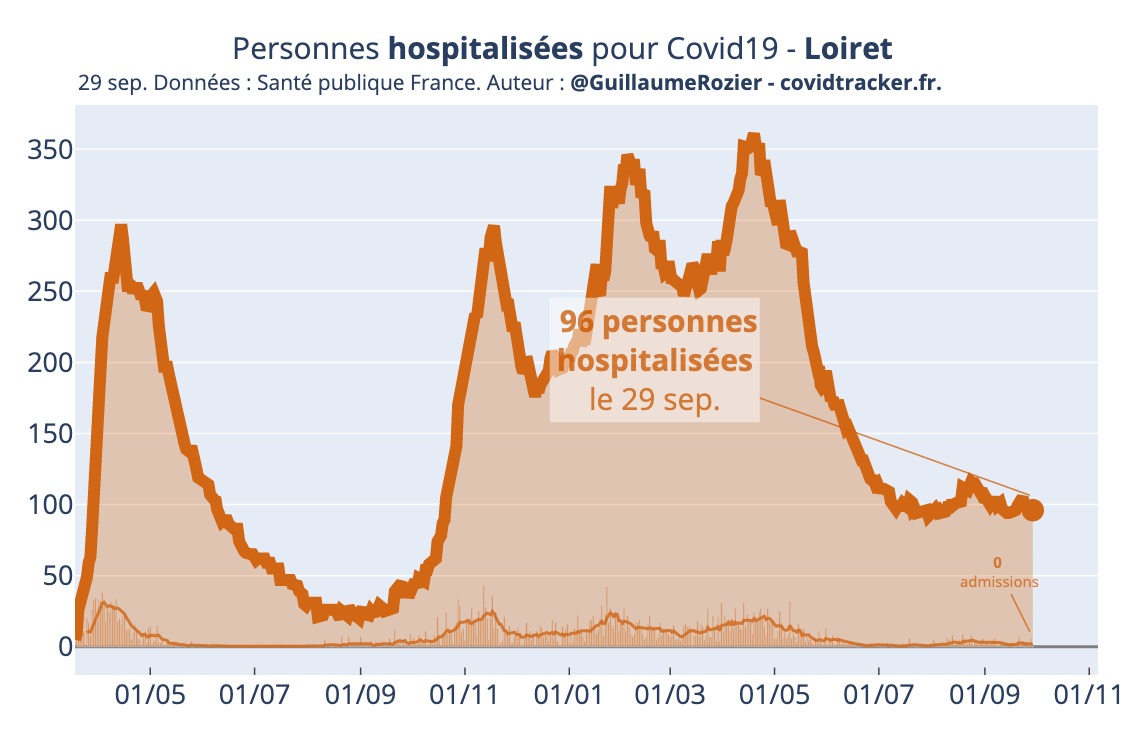 Personnes hospitalisées pour Covid19 - Loiret
29 sep. Données : Santé publique France. Auteur : @GuillaumeRozier - covidtracker.fr.
350
300
250
200
150
100
50
0
96 personnes
hospitalisées
le 29 sep.
0
admissions
01/05 01/07 01/09 01/11 01/01 01/03 01/05 01/07 01/09 01/11